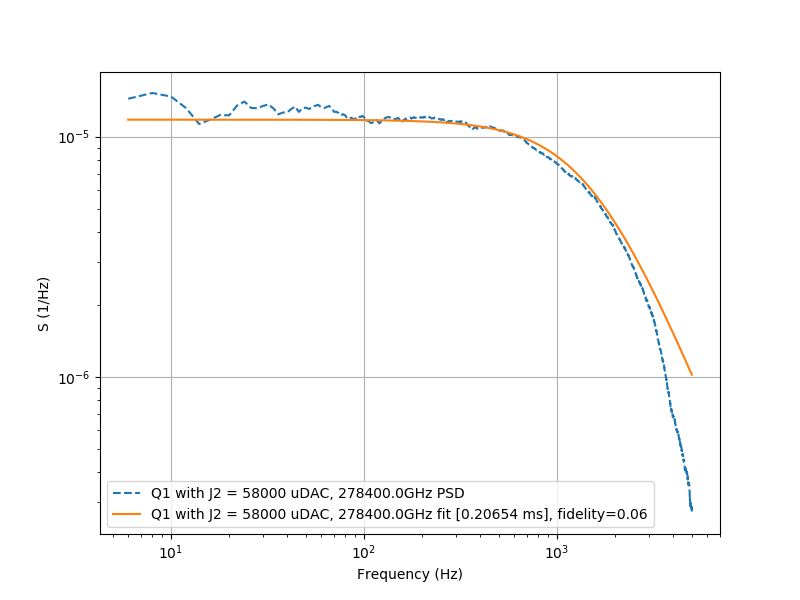 S (1/Hz)
10⁻⁵
10⁻⁶
Q1 with J2 = 58000 uDAC, 278400.0GHz PSD
Q1 with J2 = 58000 uDAC, 278400.0GHz fit [0.20654 ms], fidelity=0.06
10¹ 10² 10³
Frequency (Hz)